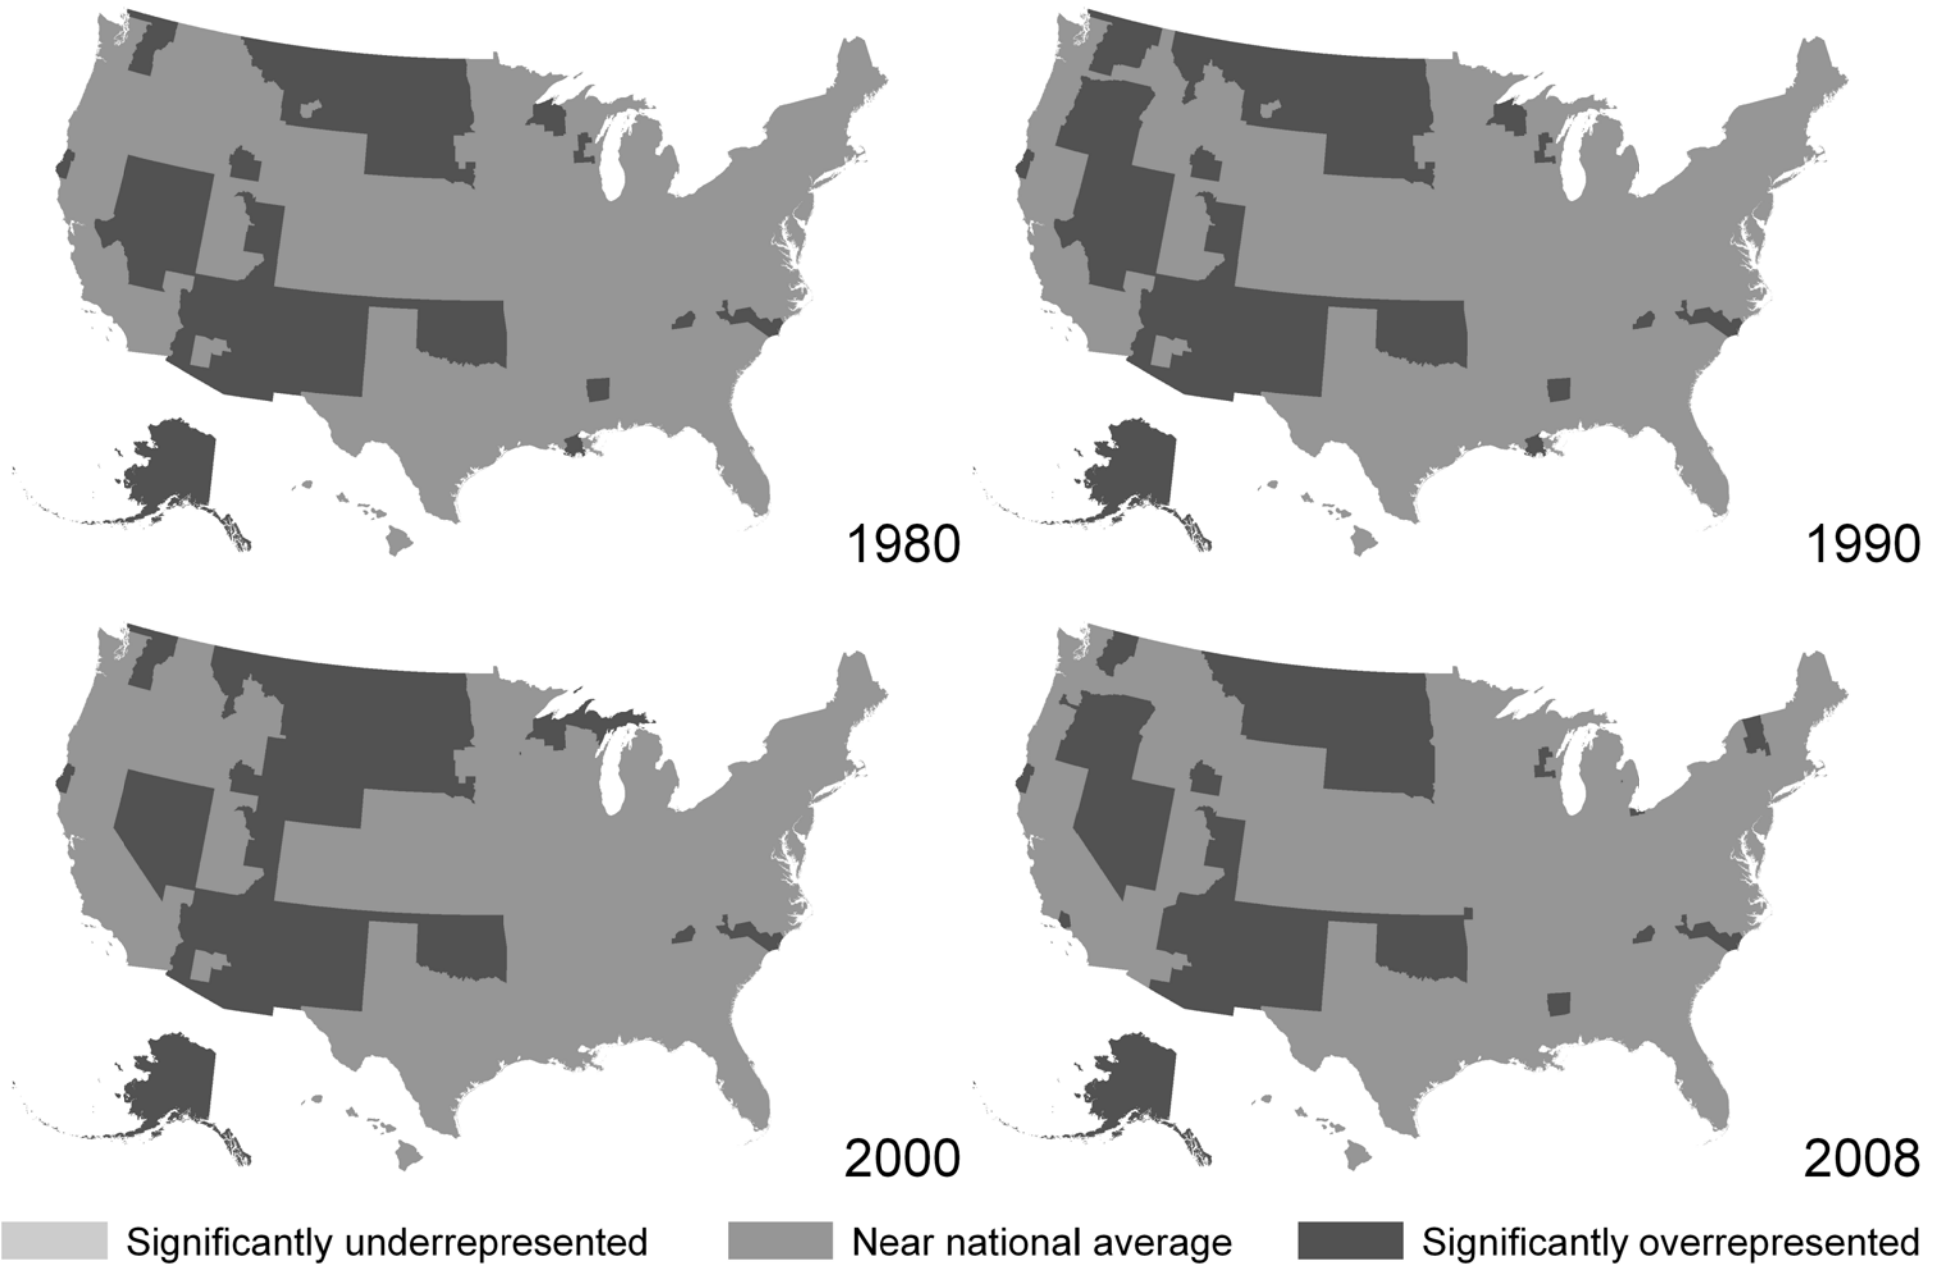 1980
1990
2000
2008
Significantly underrepresented
Near national average
Significantly overrepresented